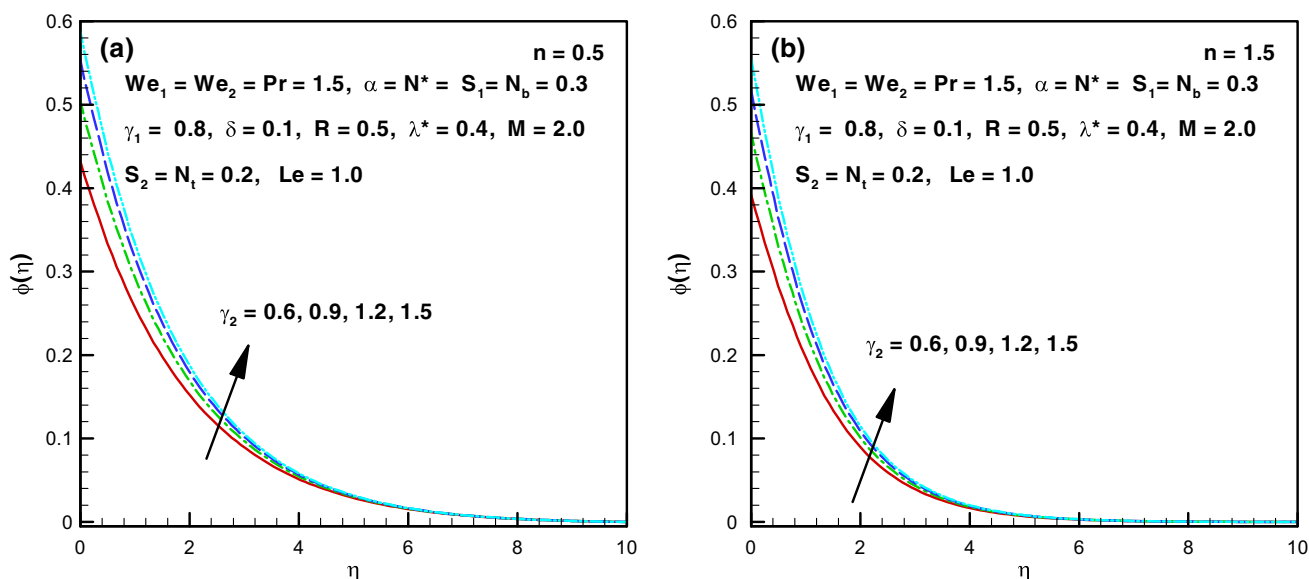 (a)
n = 0.5
We₁ = We₂ = Pr = 1.5, α = N* = S₁= N_b = 0.3
γ₁ = 0.8, δ = 0.1, R = 0.5, λ* = 0.4, M = 2.0
S₂ = N_t = 0.2, Le = 1.0
γ₂ = 0.6, 0.9, 1.2, 1.5
ϕ(η)
0.6
0.5
0.4
0.3
0.2
0.1
0
0 2 4 6 8 10
η
(b)
n = 1.5
We₁ = We₂ = Pr = 1.5, α = N* = S₁= N_b = 0.3
γ₁ = 0.8, δ = 0.1, R = 0.5, λ* = 0.4, M = 2.0
S₂ = N_t = 0.2, Le = 1.0
γ₂ = 0.6, 0.9, 1.2, 1.5
ϕ(η)
0.6
0.5
0.4
0.3
0.2
0.1
0
0 2 4 6 8 10
η